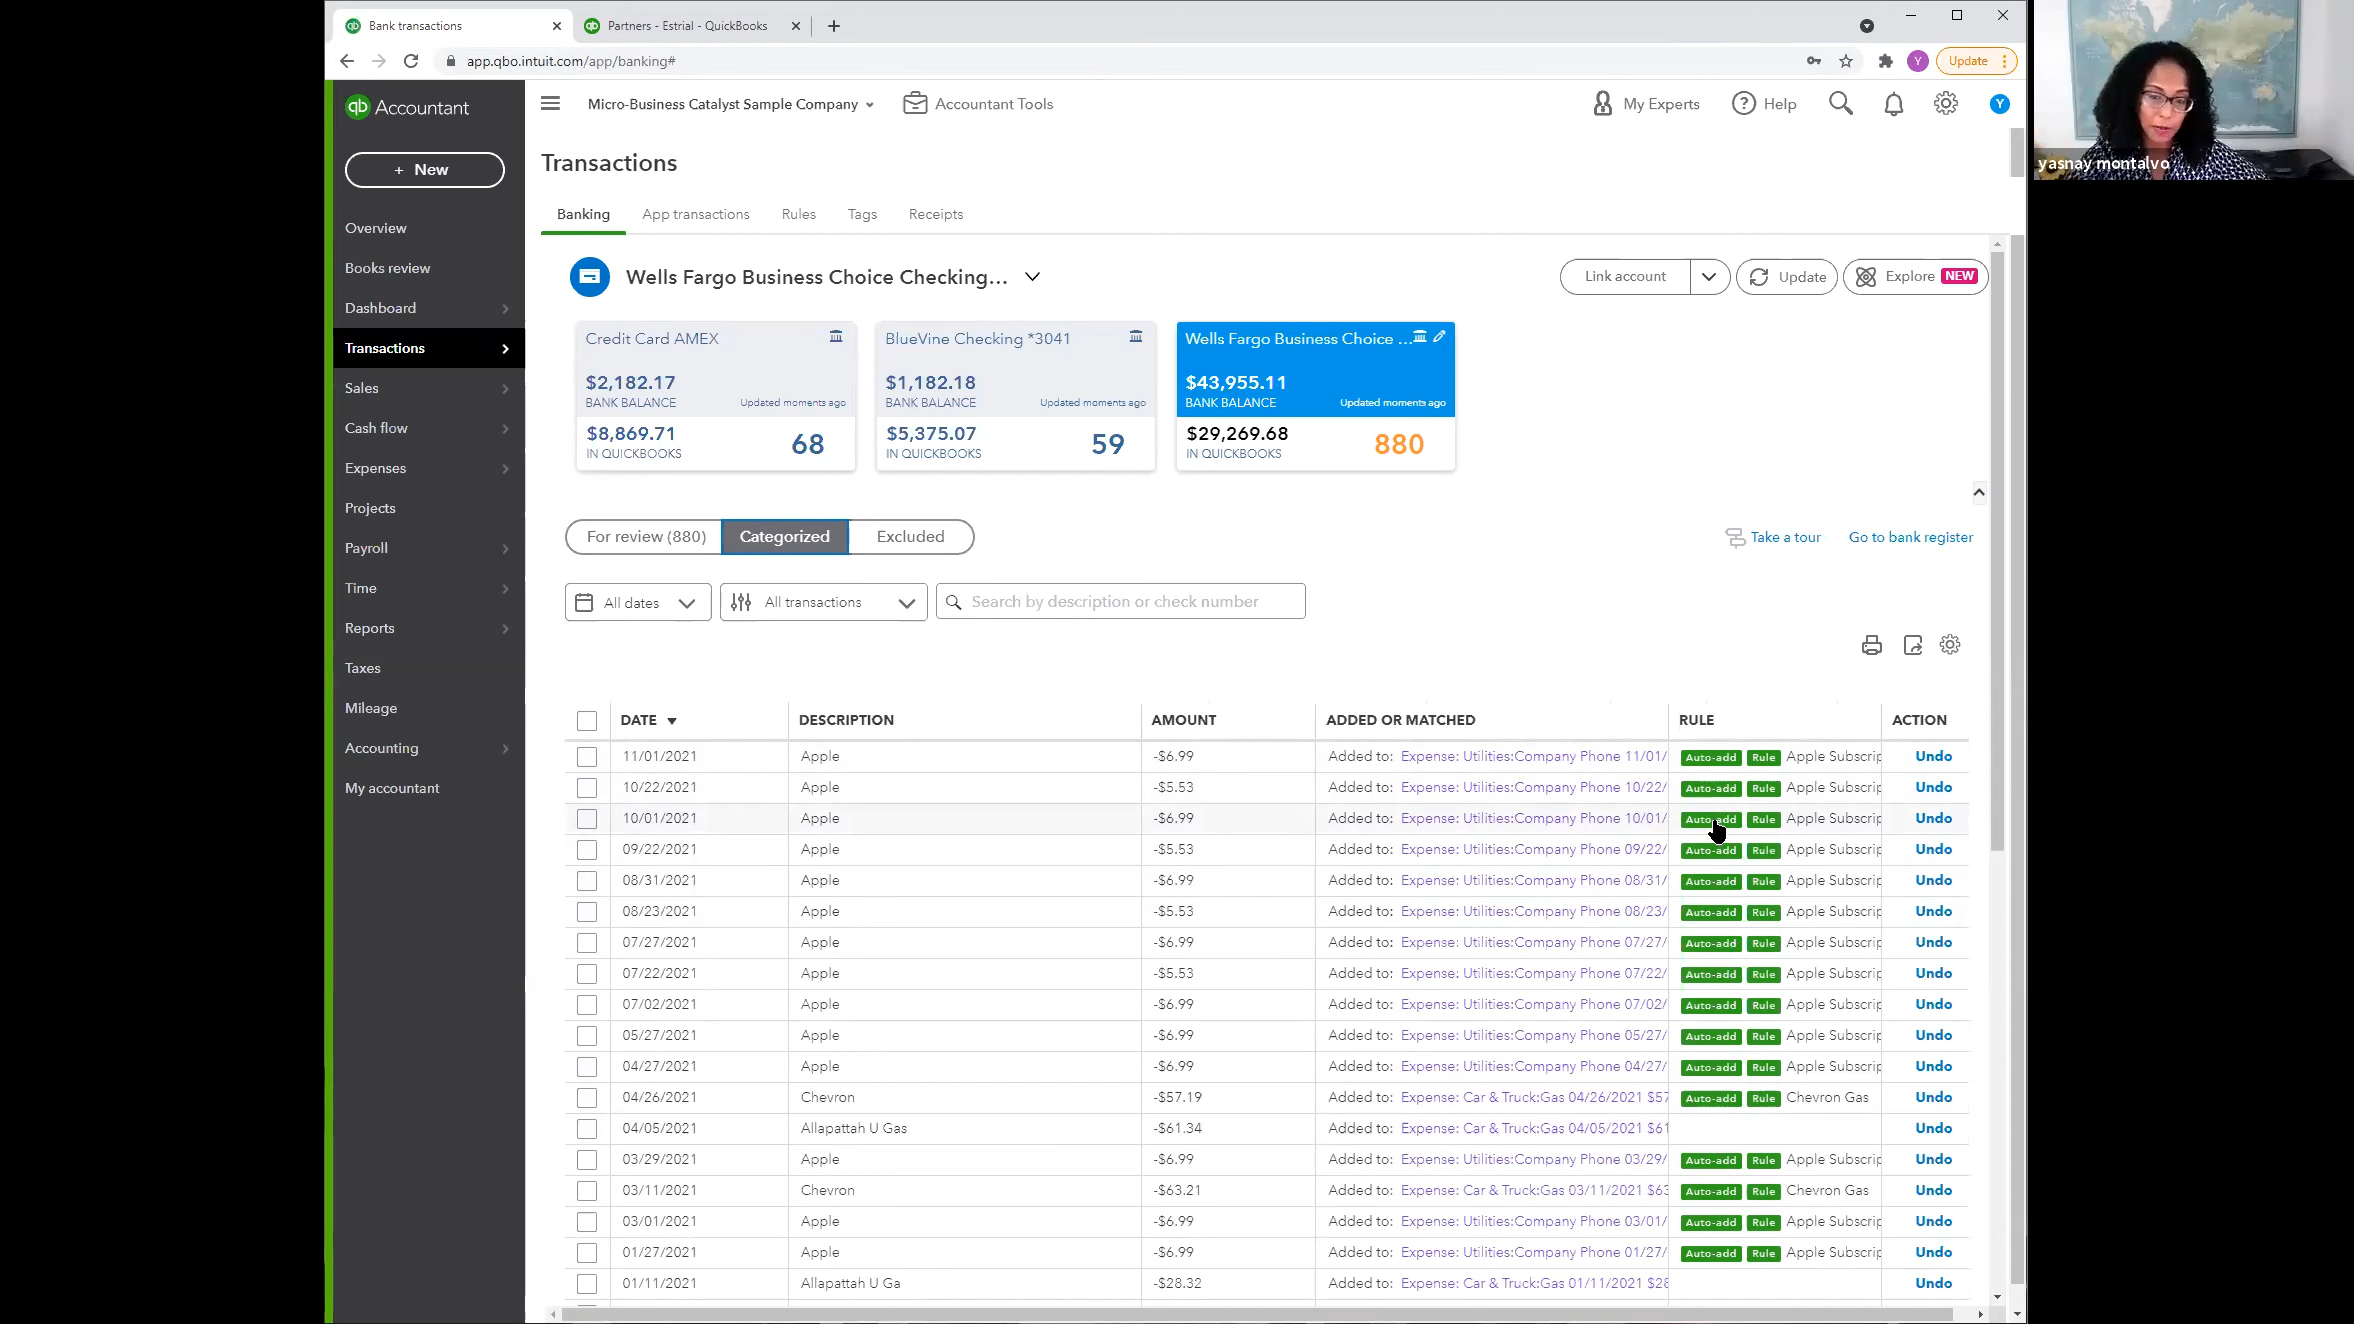 Bank transactions
Partners - Estrial - QuickBooks
app.qbo.intuit.com/app/banking#
Y
Update
yasnay montalvo
qb Accountant
Micro-Business Catalyst Sample Company
Accountant Tools
My Experts
Help
Y
+ New
Overview
Books review
Dashboard
Transactions
Sales
Cash flow
Expenses
Projects
Payroll
Time
Reports
Taxes
Mileage
Accounting
My accountant
Transactions
Banking App transactions Rules Tags Receipts
Wells Fargo Business Choice Checking...
Link account
Update
Explore NEW
Credit Card AMEX
$2,182.17
BANK BALANCE Updated moments ago
$8,869.71
IN QUICKBOOKS
68
BlueVine Checking *3041
$1,182.18
BANK BALANCE Updated moments ago
$5,375.07
IN QUICKBOOKS
59
Wells Fargo Business Choice ...
$43,955.11
BANK BALANCE Updated moments ago
$29,269.68
IN QUICKBOOKS
880
For review (880) Categorized Excluded
Take a tour Go to bank register
All dates All transactions Search by description or check number
DATE DESCRIPTION AMOUNT ADDED OR MATCHED RULE ACTION
11/01/2021 Apple -$6.99 Added to: Expense: Utilities:Company Phone 11/01/ Auto-add Rule Apple Subscrip Undo
10/22/2021 Apple -$5.53 Added to: Expense: Utilities:Company Phone 10/22/ Auto-add Rule Apple Subscrip Undo
10/01/2021 Apple -$6.99 Added to: Expense: Utilities:Company Phone 10/01/ Auto-add Rule Apple Subscrip Undo
09/22/2021 Apple -$5.53 Added to: Expense: Utilities:Company Phone 09/22/ Auto-add Rule Apple Subscrip Undo
08/31/2021 Apple -$6.99 Added to: Expense: Utilities:Company Phone 08/31/ Auto-add Rule Apple Subscrip Undo
08/23/2021 Apple -$5.53 Added to: Expense: Utilities:Company Phone 08/23/ Auto-add Rule Apple Subscrip Undo
07/27/2021 Apple -$6.99 Added to: Expense: Utilities:Company Phone 07/27/ Auto-add Rule Apple Subscrip Undo
07/22/2021 Apple -$5.53 Added to: Expense: Utilities:Company Phone 07/22/ Auto-add Rule Apple Subscrip Undo
07/02/2021 Apple -$6.99 Added to: Expense: Utilities:Company Phone 07/02/ Auto-add Rule Apple Subscrip Undo
05/27/2021 Apple -$6.99 Added to: Expense: Utilities:Company Phone 05/27/ Auto-add Rule Apple Subscrip Undo
04/27/2021 Apple -$6.99 Added to: Expense: Utilities:Company Phone 04/27/ Auto-add Rule Apple Subscrip Undo
04/26/2021 Chevron -$57.19 Added to: Expense: Car & Truck:Gas 04/26/2021 $57 Auto-add Rule Chevron Gas Undo
04/05/2021 Allapattah U Gas -$61.34 Added to: Expense: Car & Truck:Gas 04/05/2021 $61 Undo
03/29/2021 Apple -$6.99 Added to: Expense: Utilities:Company Phone 03/29/ Auto-add Rule Apple Subscrip Undo
03/11/2021 Chevron -$63.21 Added to: Expense: Car & Truck:Gas 03/11/2021 $63 Auto-add Rule Chevron Gas Undo
03/01/2021 Apple -$6.99 Added to: Expense: Utilities:Company Phone 03/01/ Auto-add Rule Apple Subscrip Undo
01/27/2021 Apple -$6.99 Added to: Expense: Utilities:Company Phone 01/27/ Auto-add Rule Apple Subscrip Undo
01/11/2021 Allapattah U Ga -$28.32 Added to: Expense: Car & Truck:Gas 01/11/2021 $28 Undo